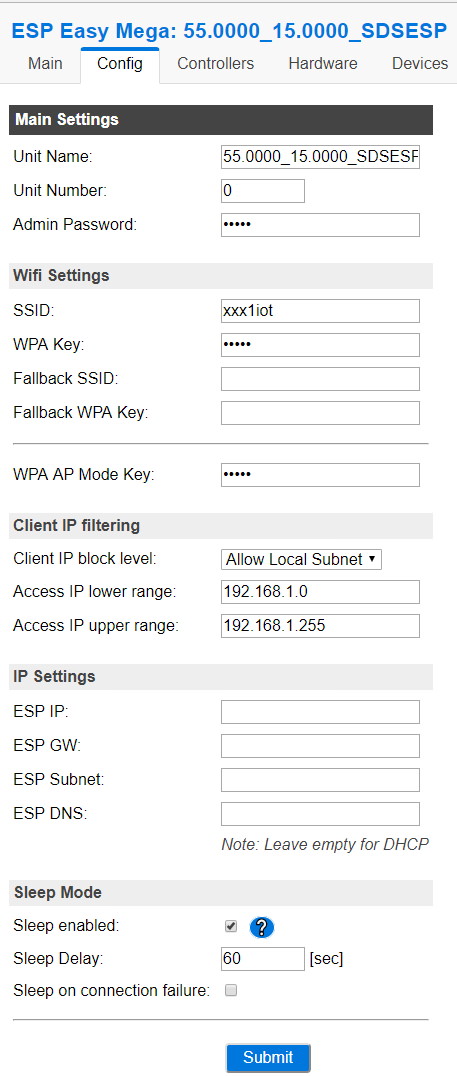 ESP Easy Mega: 55.0000_15.0000_SDSESP
Main Config Controllers Hardware Devices
Main Settings
Unit Name: 55.0000_15.0000_SDSESP
Unit Number: 0
Admin Password: •••••
Wifi Settings
SSID: xxx1iot
WPA Key: •••••
Fallback SSID:
Fallback WPA Key:
WPA AP Mode Key: •••••
Client IP filtering
Client IP block level: Allow Local Subnet
Access IP lower range: 192.168.1.0
Access IP upper range: 192.168.1.255
IP Settings
ESP IP:
ESP GW:
ESP Subnet:
ESP DNS:
Note: Leave empty for DHCP
Sleep Mode
Sleep enabled: ?
Sleep Delay: 60 [sec]
Sleep on connection failure:
Submit